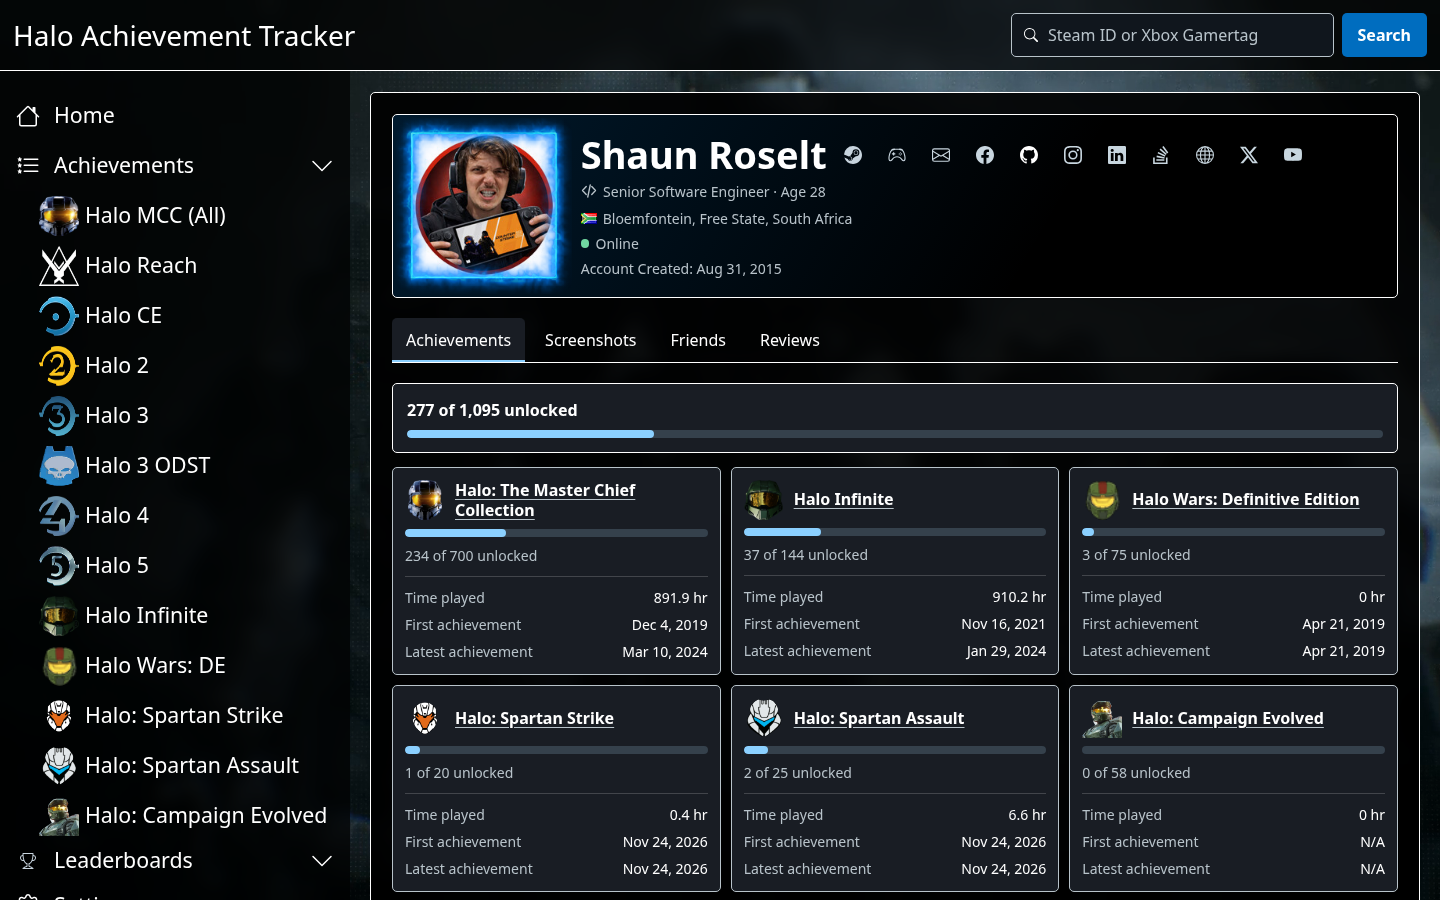 Halo Achievement Tracker
Steam ID or Xbox Gamertag
Search
Home
Achievements
Halo MCC (All)
Halo Reach
Halo CE
Halo 2
Halo 3
Halo 3 ODST
Halo 4
Halo 5
Halo Infinite
Halo Wars: DE
Halo: Spartan Strike
Halo: Spartan Assault
Halo: Campaign Evolved
Leaderboards
Shaun Roselt
Senior Software Engineer · Age 28
Bloemfontein, Free State, South Africa
Online
Account Created: Aug 31, 2015
Achievements
Screenshots
Friends
Reviews
277 of 1,095 unlocked
Halo: The Master Chief
Collection
234 of 700 unlocked
Time played 891.9 hr
First achievement Dec 4, 2019
Latest achievement Mar 10, 2024
Halo Infinite
37 of 144 unlocked
Time played 910.2 hr
First achievement Nov 16, 2021
Latest achievement Jan 29, 2024
Halo Wars: Definitive Edition
3 of 75 unlocked
Time played 0 hr
First achievement Apr 21, 2019
Latest achievement Apr 21, 2019
Halo: Spartan Strike
1 of 20 unlocked
Time played 0.4 hr
First achievement Nov 24, 2026
Latest achievement Nov 24, 2026
Halo: Spartan Assault
2 of 25 unlocked
Time played 6.6 hr
First achievement Nov 24, 2026
Latest achievement Nov 24, 2026
Halo: Campaign Evolved
0 of 58 unlocked
Time played 0 hr
First achievement N/A
Latest achievement N/A